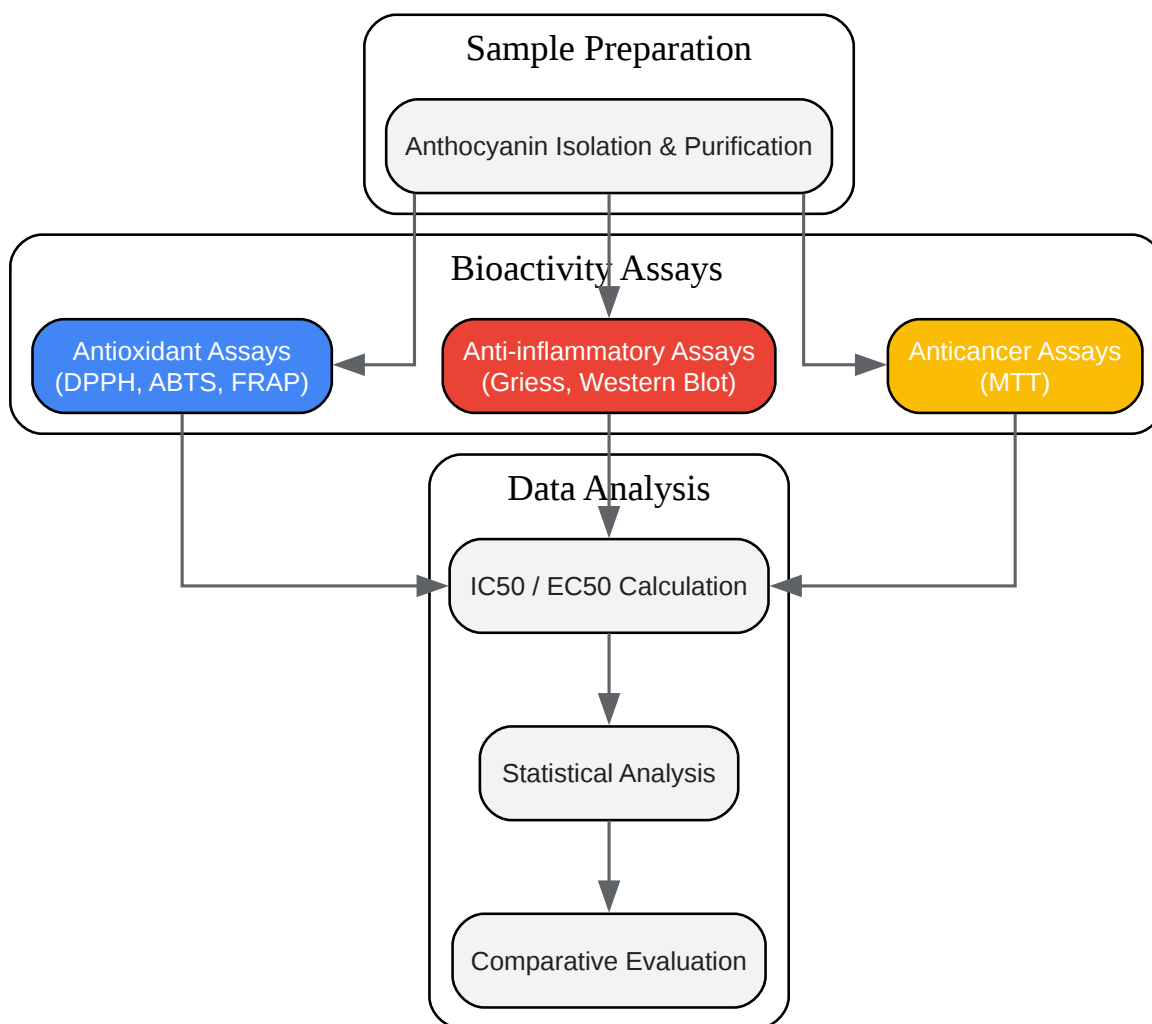 Sample Preparation
Anthocyanin Isolation & Purification
Bioactivity Assays
Antioxidant Assays
(DPPH, ABTS, FRAP)
Anti-inflammatory Assays
(Griess, Western Blot)
Anticancer Assays
(MTT)
Data Analysis
IC50 / EC50 Calculation
Statistical Analysis
Comparative Evaluation